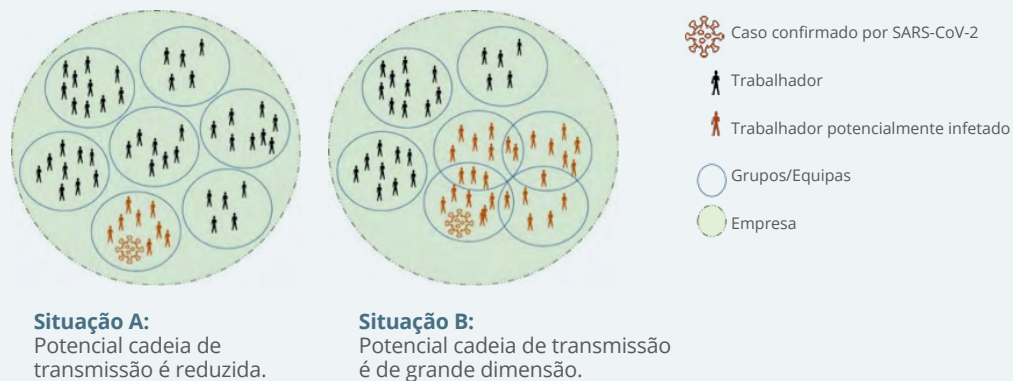 Caso confirmado por SARS-CoV-2
Trabalhador
Trabalhador potencialmente infetado
Grupos/Equipas
Empresa
Situação A:
Potencial cadeia de
transmissão é reduzida.
Situação B:
Potencial cadeia de transmissão
é de grande dimensão.